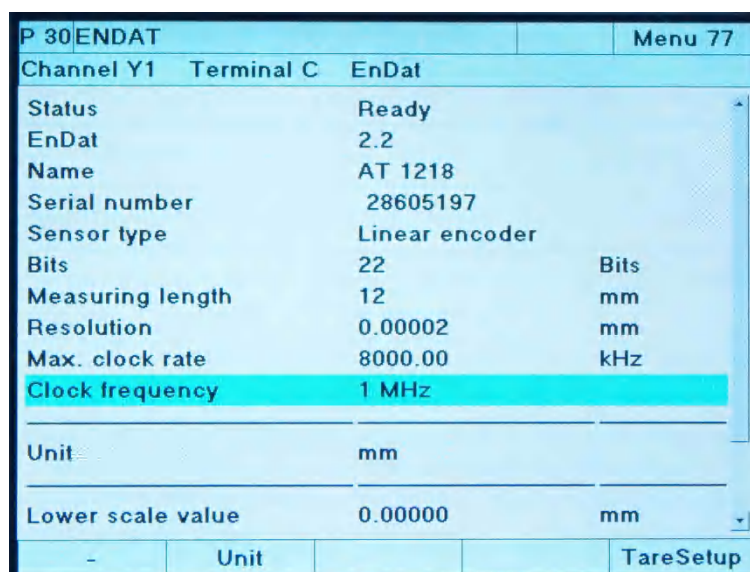 P 30 ENDAT Menu 77
Channel Y1 Terminal C EnDat
Status Ready
EnDat 2.2
Name AT 1218
Serial number 28605197
Sensor type Linear encoder
Bits 22 Bits
Measuring length 12 mm
Resolution 0.00002 mm
Max. clock rate 8000.00 kHz
Clock frequency 1 MHz
Unit mm
Lower scale value 0.00000 mm
- Unit TareSetup